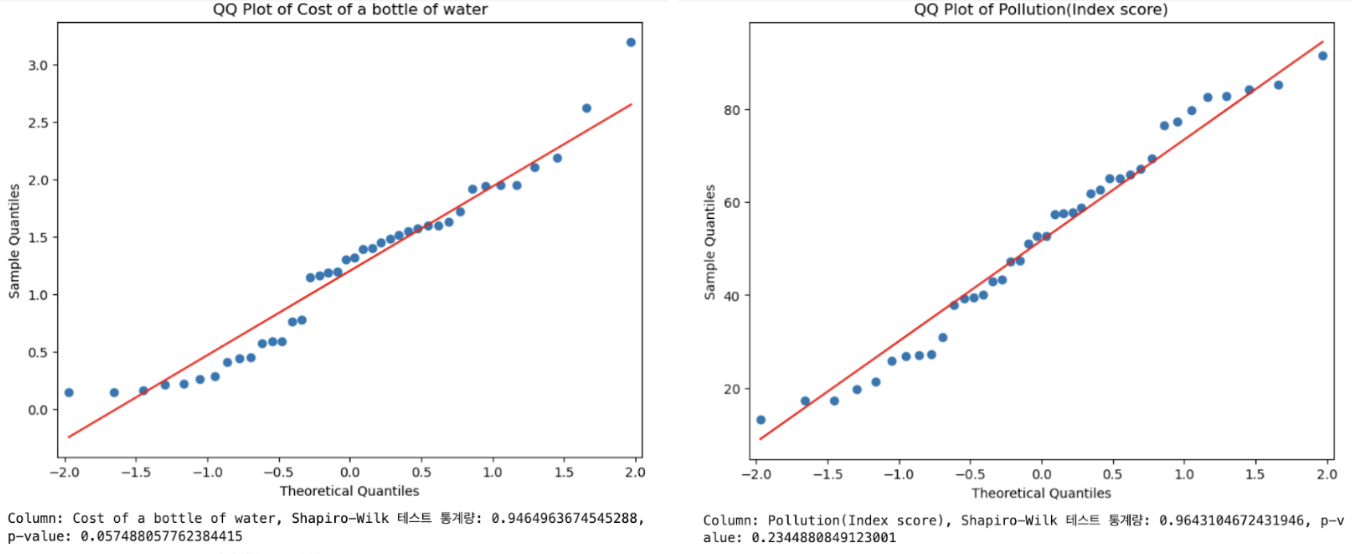 QQ Plot of Cost of a bottle of water
3.0
2.5
2.0
1.5
1.0
0.5
0.0
Sample Quantiles
−2.0 −1.5 −1.0 −0.5 0.0 0.5 1.0 1.5 2.0
Theoretical Quantiles
Column: Cost of a bottle of water, Shapiro-Wilk 테스트 통계량: 0.9464963674545288,
p-value: 0.057488057762384415
QQ Plot of Pollution(Index score)
80
60
40
20
Sample Quantiles
−2.0 −1.5 −1.0 −0.5 0.0 0.5 1.0 1.5 2.0
Theoretical Quantiles
Column: Pollution(Index score), Shapiro-Wilk 테스트 통계량: 0.9643104672431946, p-v
alue: 0.2344880849123001